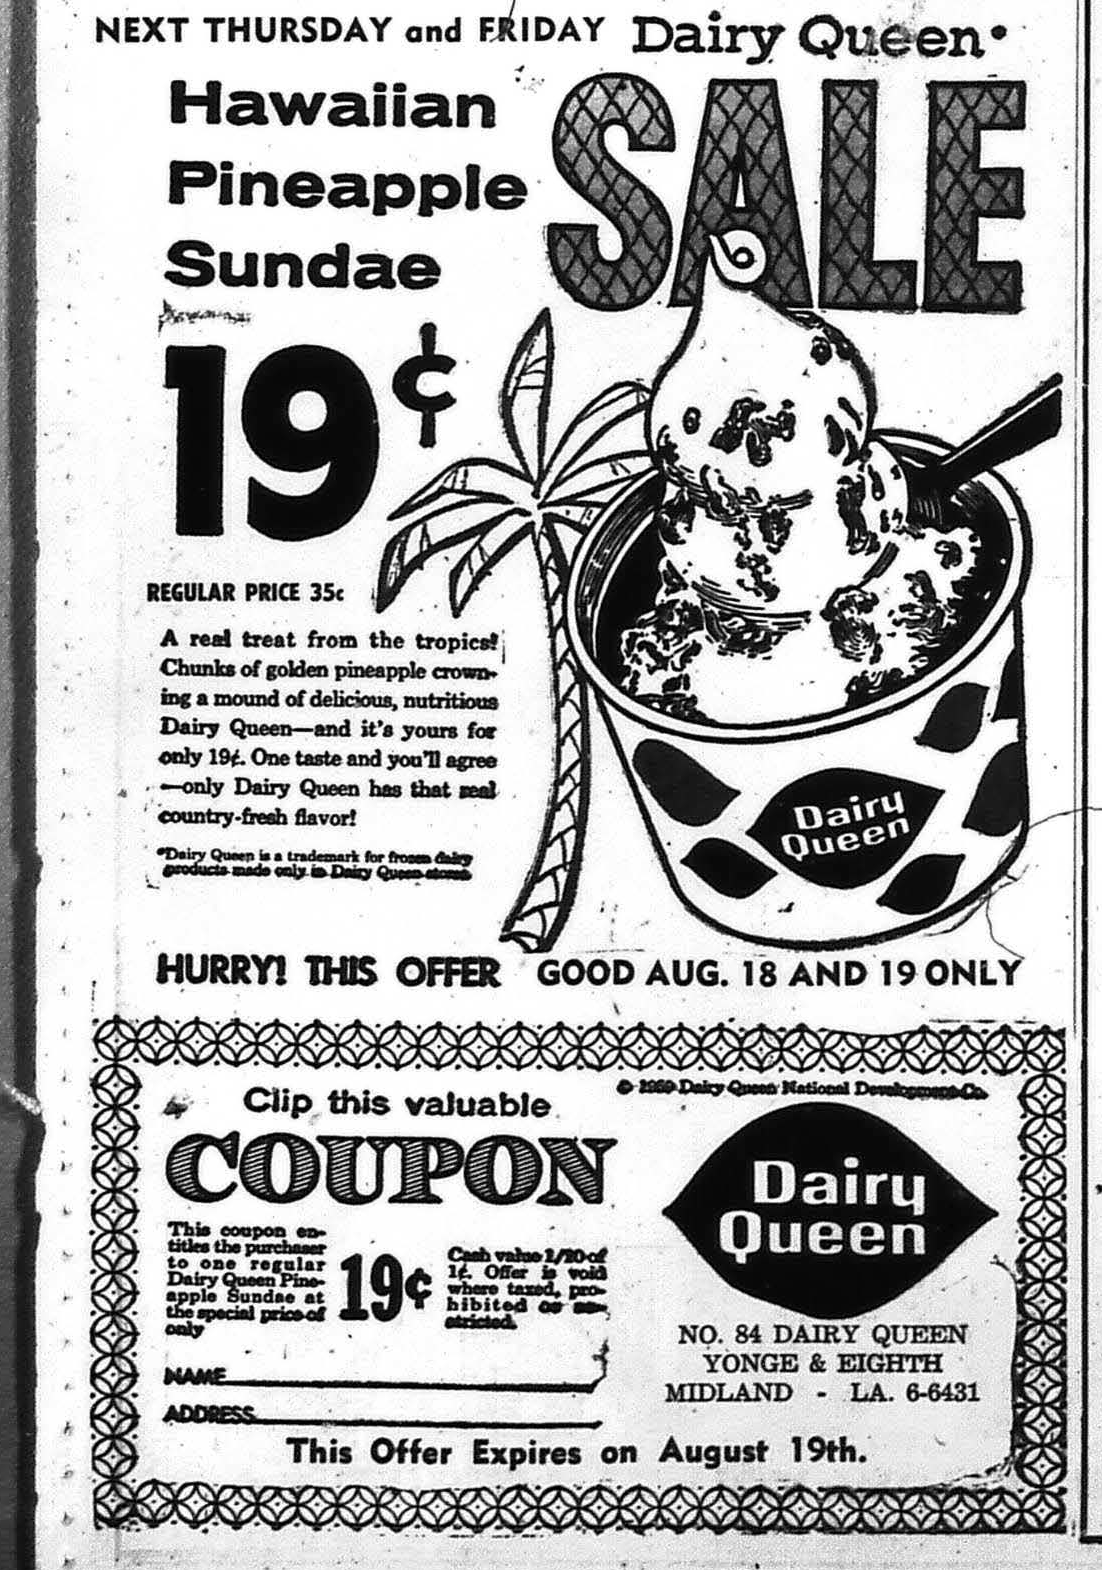 NEXT THURSDAY and FRIDAY Dairy Queen*
SALE
Hawaiian
Pineapple
Sundae
19¢
REGULAR PRICE 35c
A real treat from the tropics!
Chunks of golden pineapple crown-
ing a mound of delicious, nutritious
Dairy Queen—and it's yours for
only 19¢. One taste and you'll agree
—only Dairy Queen has that real
country-fresh flavor!
*Dairy Queen is a trademark for frozen dairy
products made only in Dairy Queen stores.
Dairy
Queen
HURRY! THIS OFFER GOOD AUG. 18 AND 19 ONLY
© Dairy Queen National Development Co.
Clip this valuable
COUPON
This coupon en-
titles the purchaser
to one regular
Dairy Queen Pine-
apple Sundae at
the special price of
only
19¢
Cash value 1/20 of
1¢. Offer is void
where taxed, pro-
hibited or re-
stricted.
NAME
ADDRESS
Dairy
Queen
NO. 84 DAIRY QUEEN
YONGE & EIGHTH
MIDLAND - LA. 6-6431
This Offer Expires on August 19th.